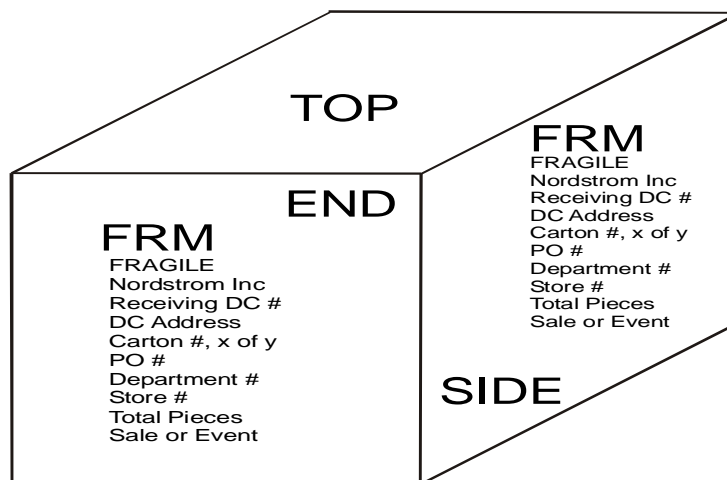 TOP
END
FRM
FRAGILE
Nordstrom Inc
Receiving DC #
DC Address
Carton #, x of y
PO #
Department #
Store #
Total Pieces
Sale or Event
FRM
FRAGILE
Nordstrom Inc
Receiving DC #
DC Address
Carton #, x of y
PO #
Department #
Store #
Total Pieces
Sale or Event
SIDE